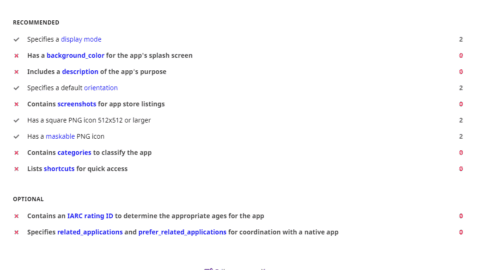 RECOMMENDED
Specifies a display mode 2
Has a background_color for the app's splash screen 0
Includes a description of the app's purpose 0
Specifies a default orientation 2
Contains screenshots for app store listings 0
Has a square PNG icon 512x512 or larger 2
Has a maskable PNG icon 2
Contains categories to classify the app 0
Lists shortcuts for quick access 0
OPTIONAL
Contains an IARC rating ID to determine the appropriate ages for the app 0
Specifies related_applications and prefer_related_applications for coordination with a native app 0